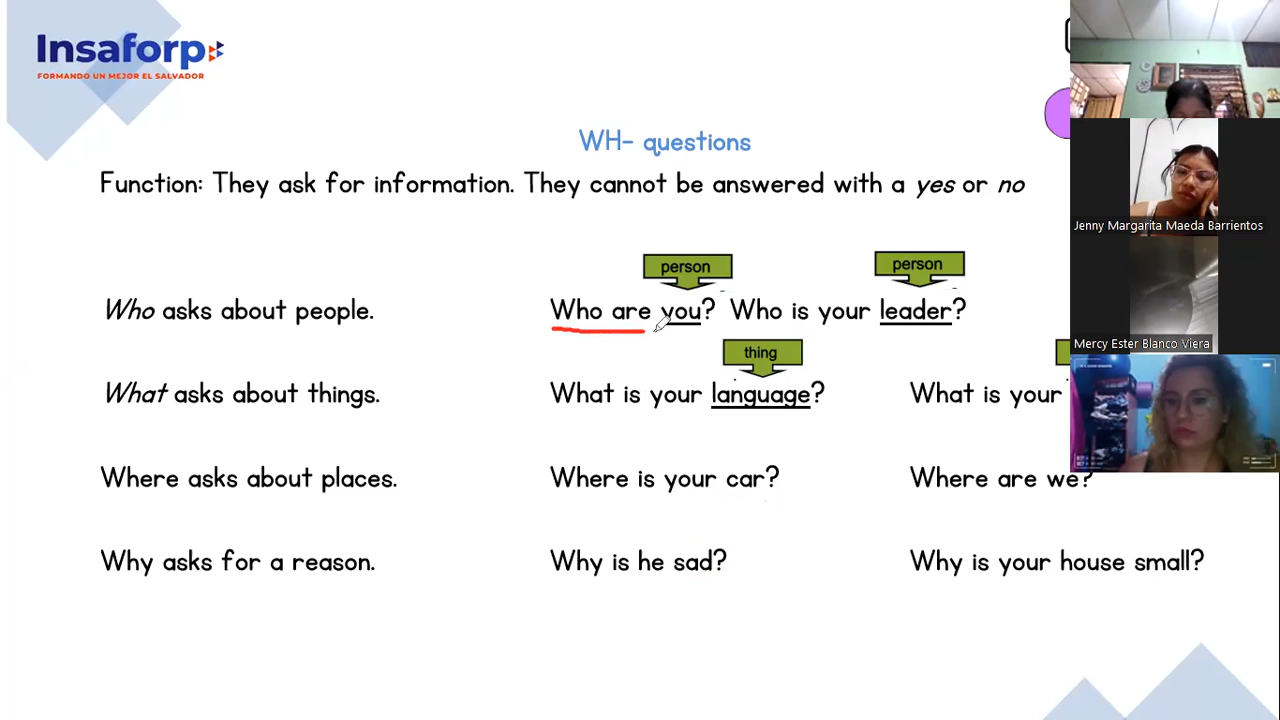 Insaforp
FORMANDO UN MEJOR EL SALVADOR
WH- questions
Function: They ask for information. They cannot be answered with a yes or no
person
person
Who asks about people.
Who are you? Who is your leader?
thing
What asks about things.
What is your language?
What is your
Where asks about places.
Where is your car?
Where are we?
Why asks for a reason.
Why is he sad?
Why is your house small?
Jenny Margarita Maeda Barrientos
Mercy Ester Blanco Viera